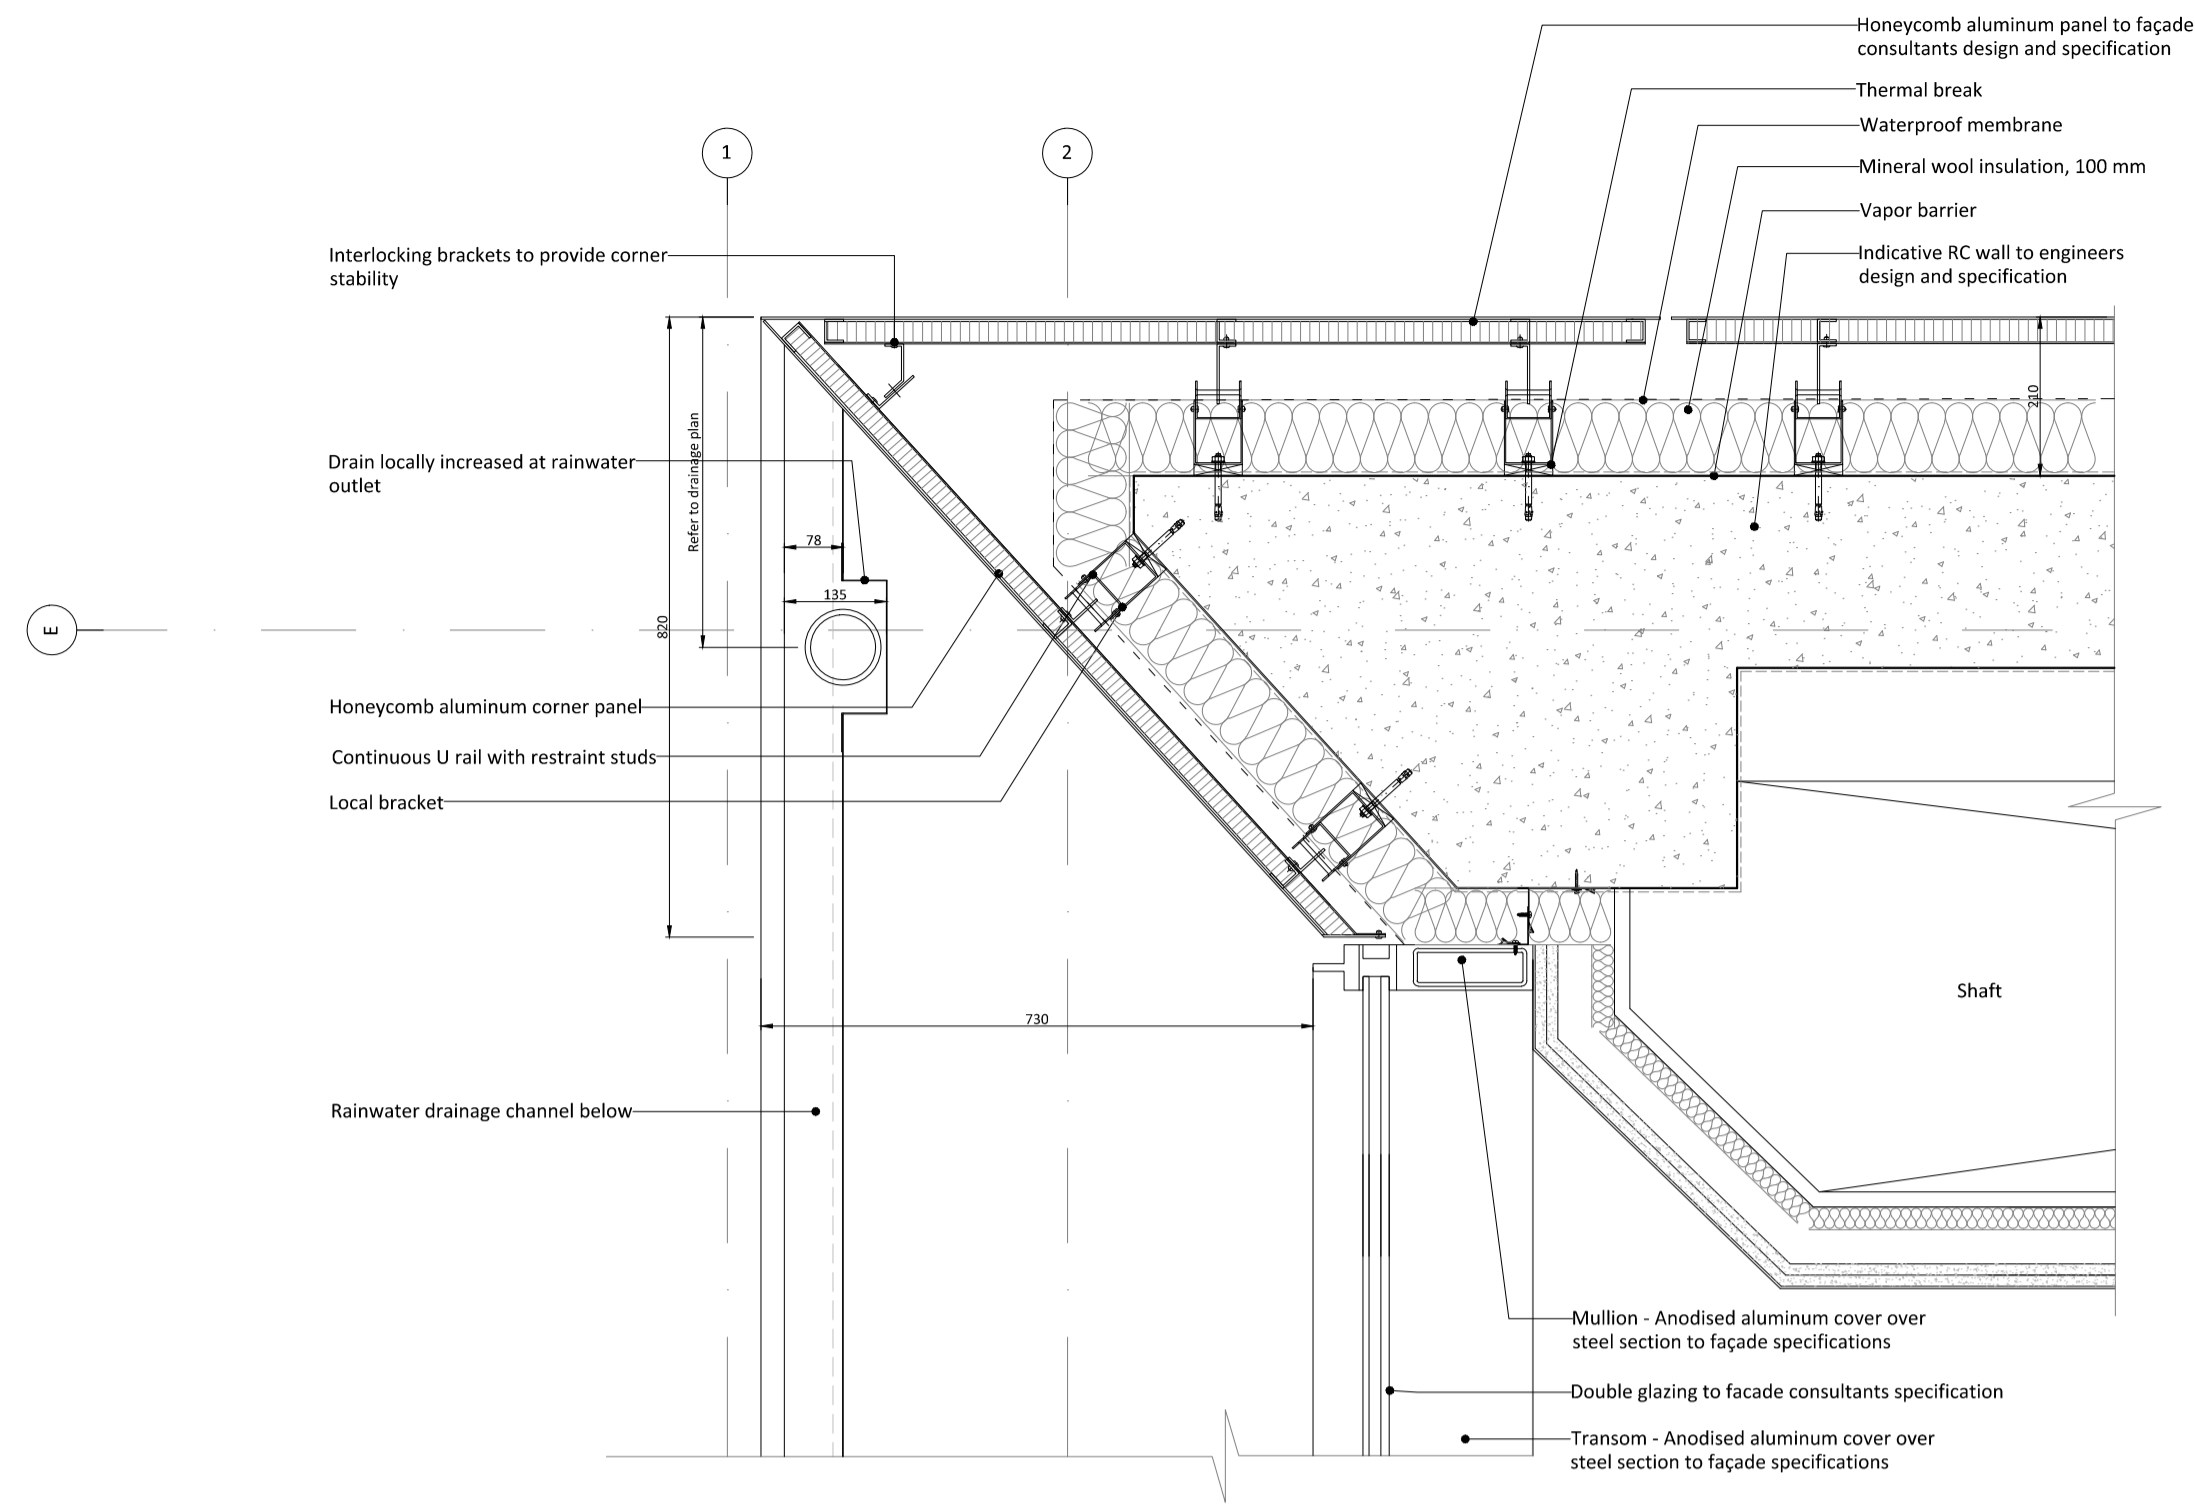 Honeycomb aluminum panel to façade
consultants design and specification
Thermal break
Waterproof membrane
1
2
Mineral wool insulation, 100 mm
Vapor barrier
Interlocking brackets to provide corner
stability
Indicative RC wall to engineers
design and specification
210
Refer to drainage plan
Drain locally increased at rainwater
outlet
78
135
820
E
Honeycomb aluminum corner panel
Continuous U rail with restraint studs
Local bracket
Shaft
730
Rainwater drainage channel below
Mullion - Anodised aluminum cover over
steel section to façade specifications
Double glazing to facade consultants specification
Transom - Anodised aluminum cover over
steel section to façade specifications